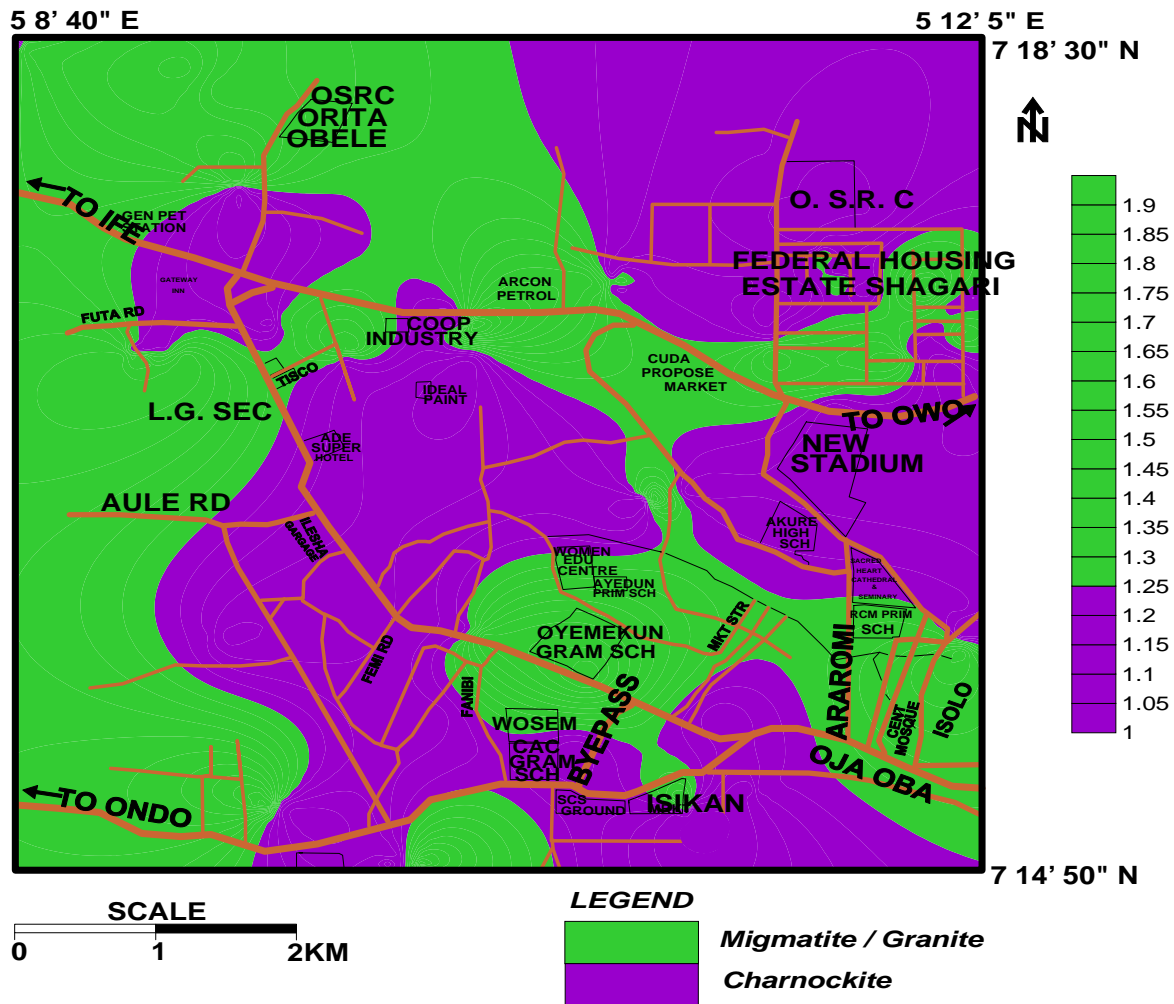 5 8’ 40" E
5 12’ 5" E
7 18’ 30" N
N
OSRC
ORITA
OBELE
TO IFE
GEN PET
STATION
GATEWAY
INN
FUTA RD
O. S.R. C
FEDERAL HOUSING
ESTATE SHAGARI
ARCON
PETROL
COOP
INDUSTRY
CUDA
PROPOSE
MARKET
TISCO
IDEAL
PAINT
L.G. SEC
ADE
SUPER
HOTEL
TO OWO
NEW
STADIUM
AULE RD
ILESHA
GARGAGE
AKURE
HIGH
SCH
WOMEN
EDU
CENTRE
AYEDUN
PRIM SCH
SACRED
HEART
CATHEDRAL
&
SEMINARY
RCM PRIM
SCH
OYEMEKUN
GRAM SCH
MKT STR
FEMI RD
FANIBI
ARAROMI
CENT
MOSQUE
ISOLO
WOSEM
CAC
GRAM
SCH
BYEPASS
OJA OBA
TO ONDO
SCS
GROUND
ISIKAN
MRKT
1.9
1.85
1.8
1.75
1.7
1.65
1.6
1.55
1.5
1.45
1.4
1.35
1.3
1.25
1.2
1.15
1.1
1.05
1
7 14’ 50" N
SCALE
0 1 2KM
LEGEND
Migmatite / Granite
Charnockite